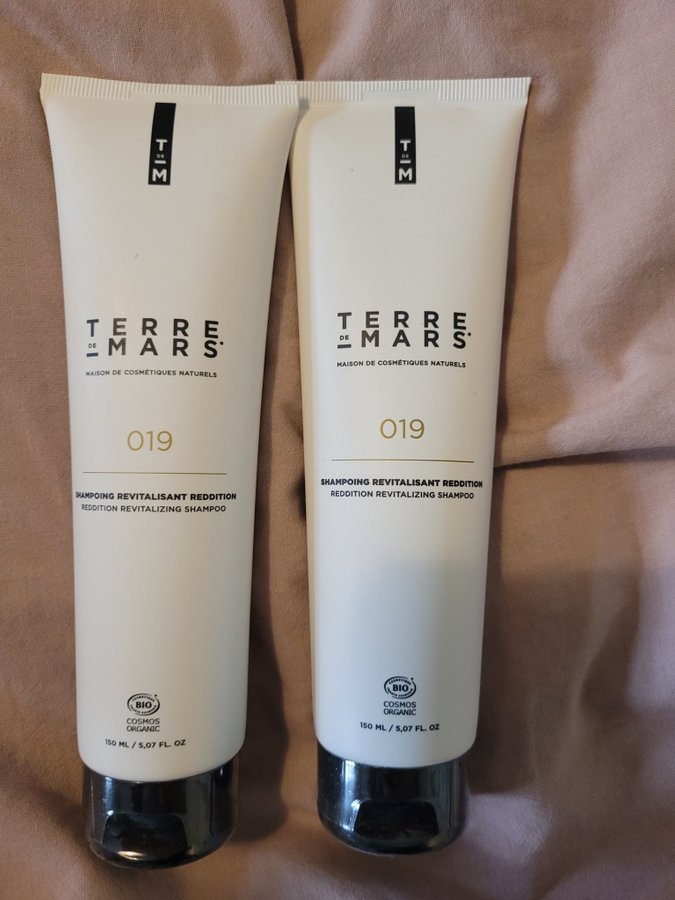 T
DE
M
TERRE
DE MARS
MAISON DE COSMÉTIQUES NATURELS
019
SHAMPOING REVITALISANT REDDITION
REDDITION REVITALIZING SHAMPOO
BIO
COSMOS
ORGANIC
150 ML / 5,07 FL. OZ
T
DE
M
TERRE
DE MARS
MAISON DE COSMÉTIQUES NATURELS
019
SHAMPOING REVITALISANT REDDITION
REDDITION REVITALIZING SHAMPOO
BIO
COSMOS
ORGANIC
150 ML / 5,07 FL. OZ